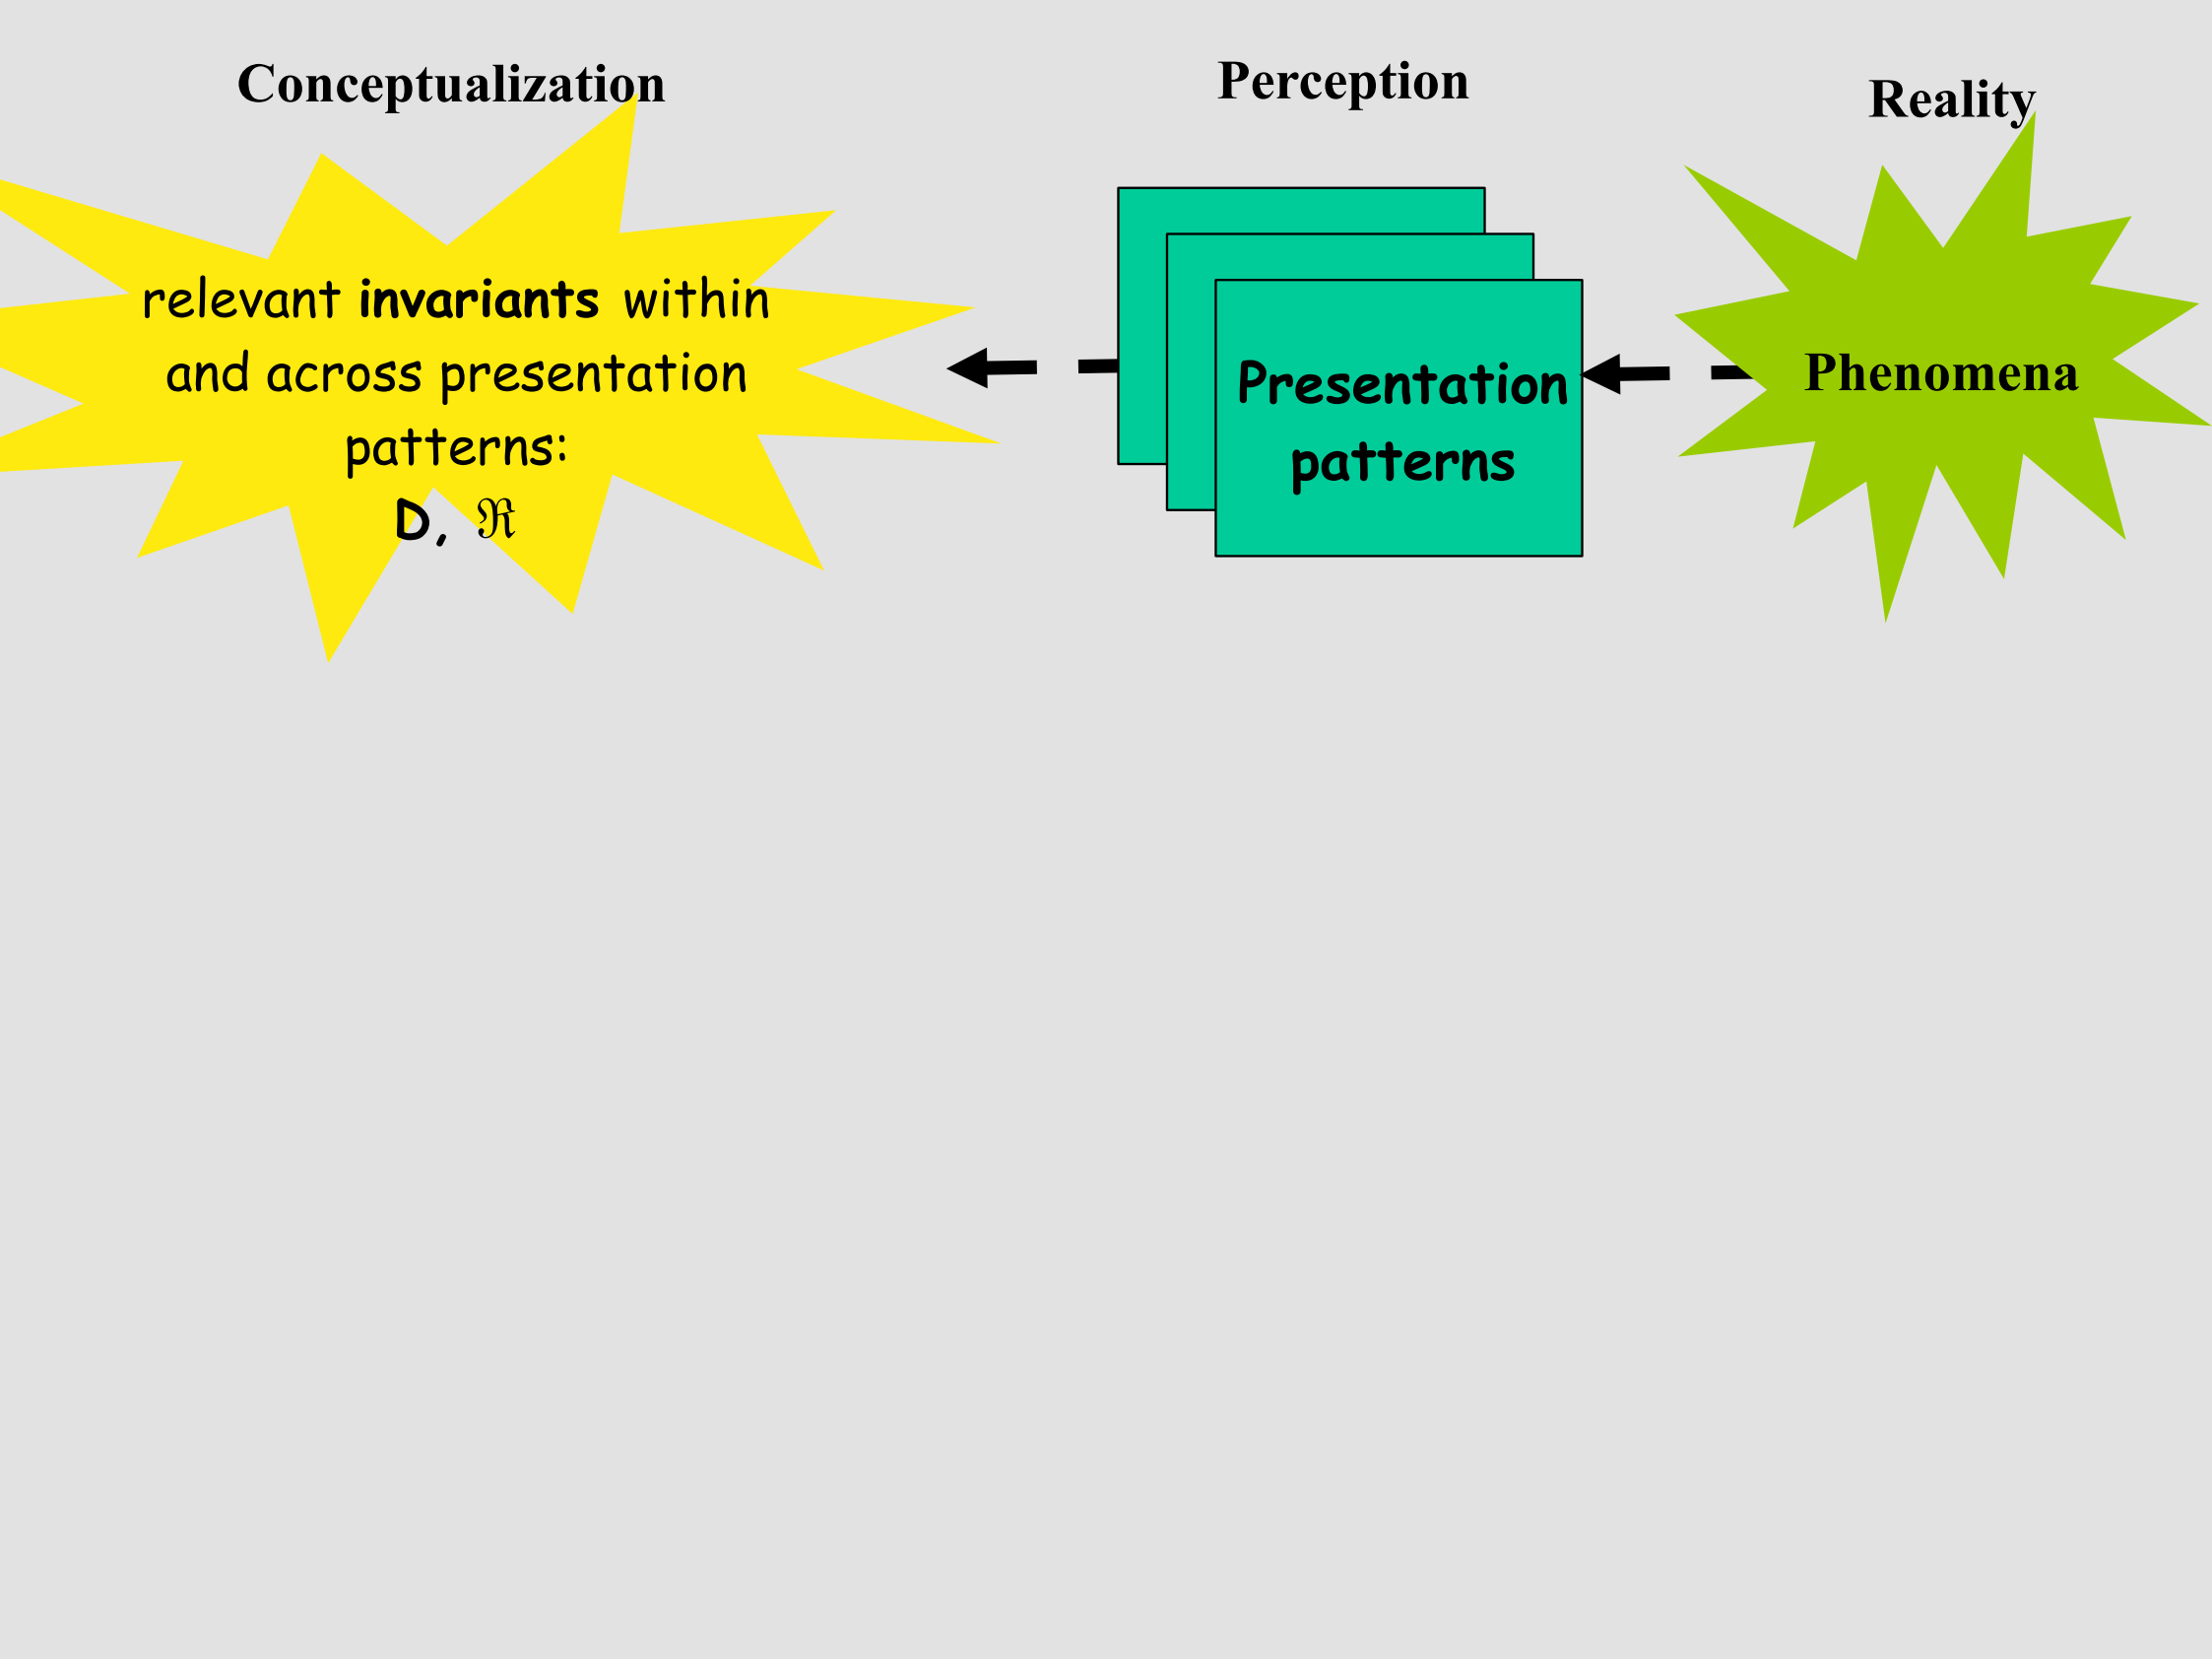 Conceptualization
Perception
Reality
relevant invariants within
and across presentation
patterns:
D, ℜ
Presentation
patterns
Phenomena